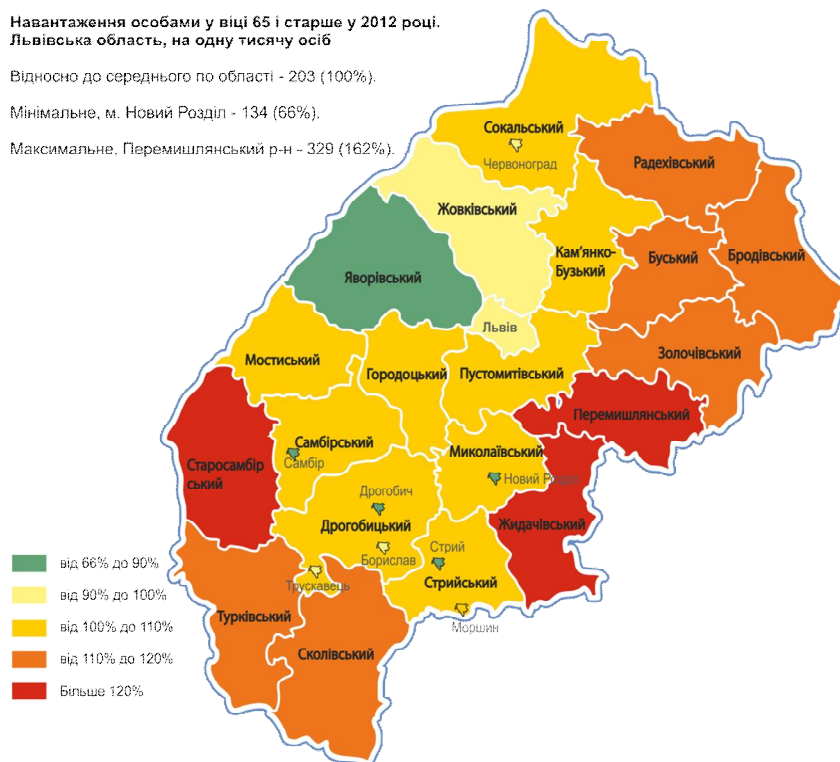 Навантаження особами у віці 65 і старше у 2012 році.
Львівська область, на одну тисячу осіб
Відносно до середнього по області - 203 (100%).
Мінімальне, м. Новий Розділ - 134 (66%).
Максимальне, Перемишлянський р-н - 329 (162%).
Сокальський
Червоноград
Радехівський
Жовківський
Кам'янко-
Бузький
Буський
Бродівський
Яворівський
Львів
Золочівський
Мостиський
Городоцький
Пустомитівський
Перемишлянський
Самбірський
Самбір
Старосамбір
ський
Миколаївський
Новий Розділ
Дрогобич
Дрогобицький
Жидачівський
Борислав
Стрий
Стрийський
Трускавець
Моршин
Турківський
Сколівський
від 66% до 90%
від 90% до 100%
від 100% до 110%
від 110% до 120%
Більше 120%